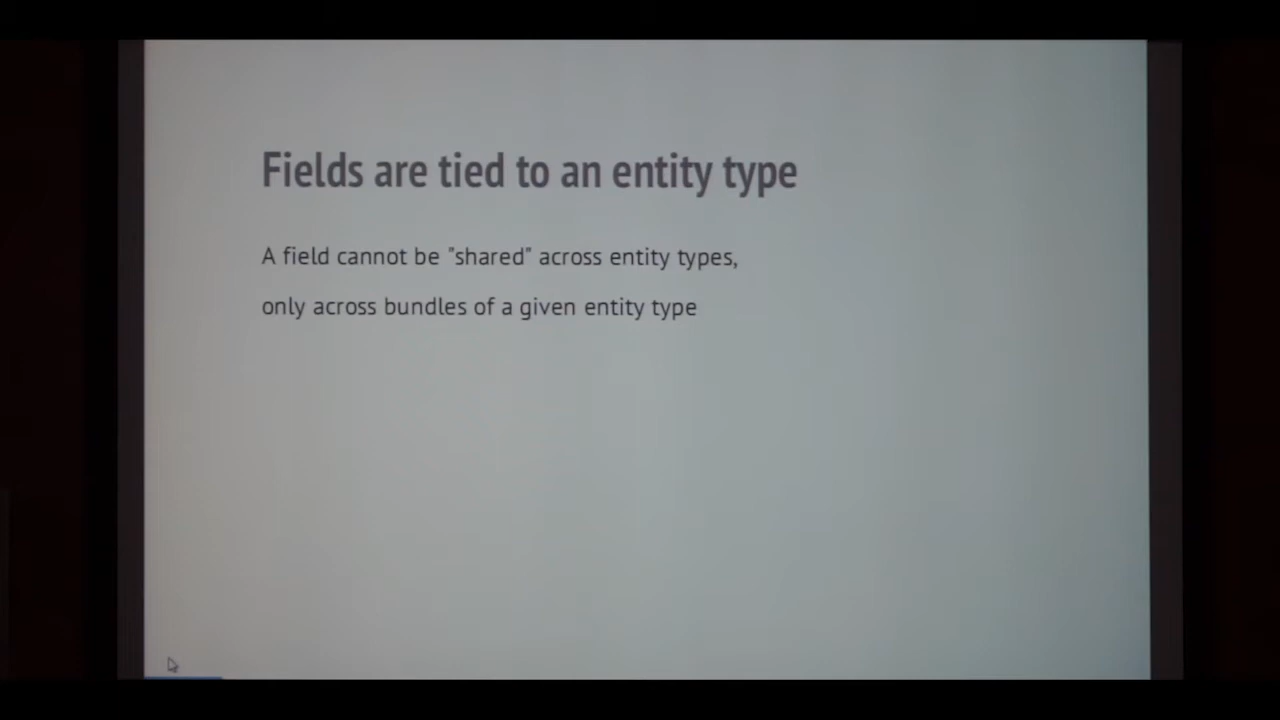 Fields are tied to an entity type
A field cannot be "shared" across entity types,
only across bundles of a given entity type